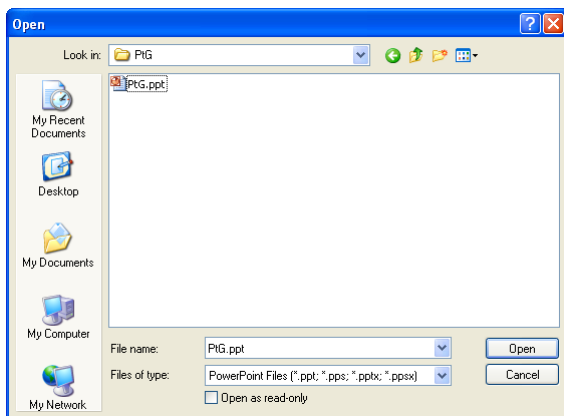 Open
Look in: PtG
PtG.ppt
My Recent
Documents
Desktop
My Documents
My Computer
My Network
File name: PtG.ppt Open
Files of type: PowerPoint Files (*.ppt; *.pps; *.pptx; *.ppsx) Cancel
Open as read-only